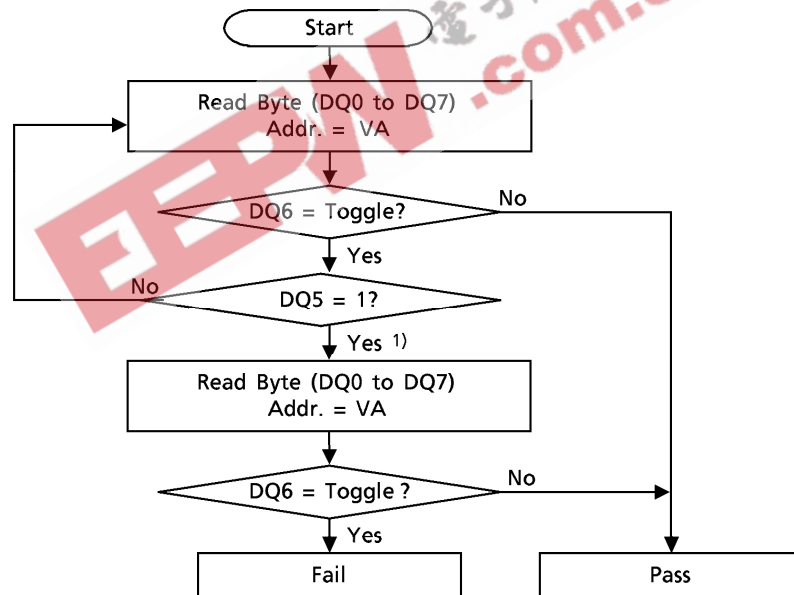 Start
Read Byte (DQ0 to DQ7)
Addr. = VA
DQ6 = Toggle?
No
Yes
DQ5 = 1?
No
Yes 1)
Read Byte (DQ0 to DQ7)
Addr. = VA
DQ6 = Toggle ?
No
Yes
Fail
Pass
EEPW
.com.c